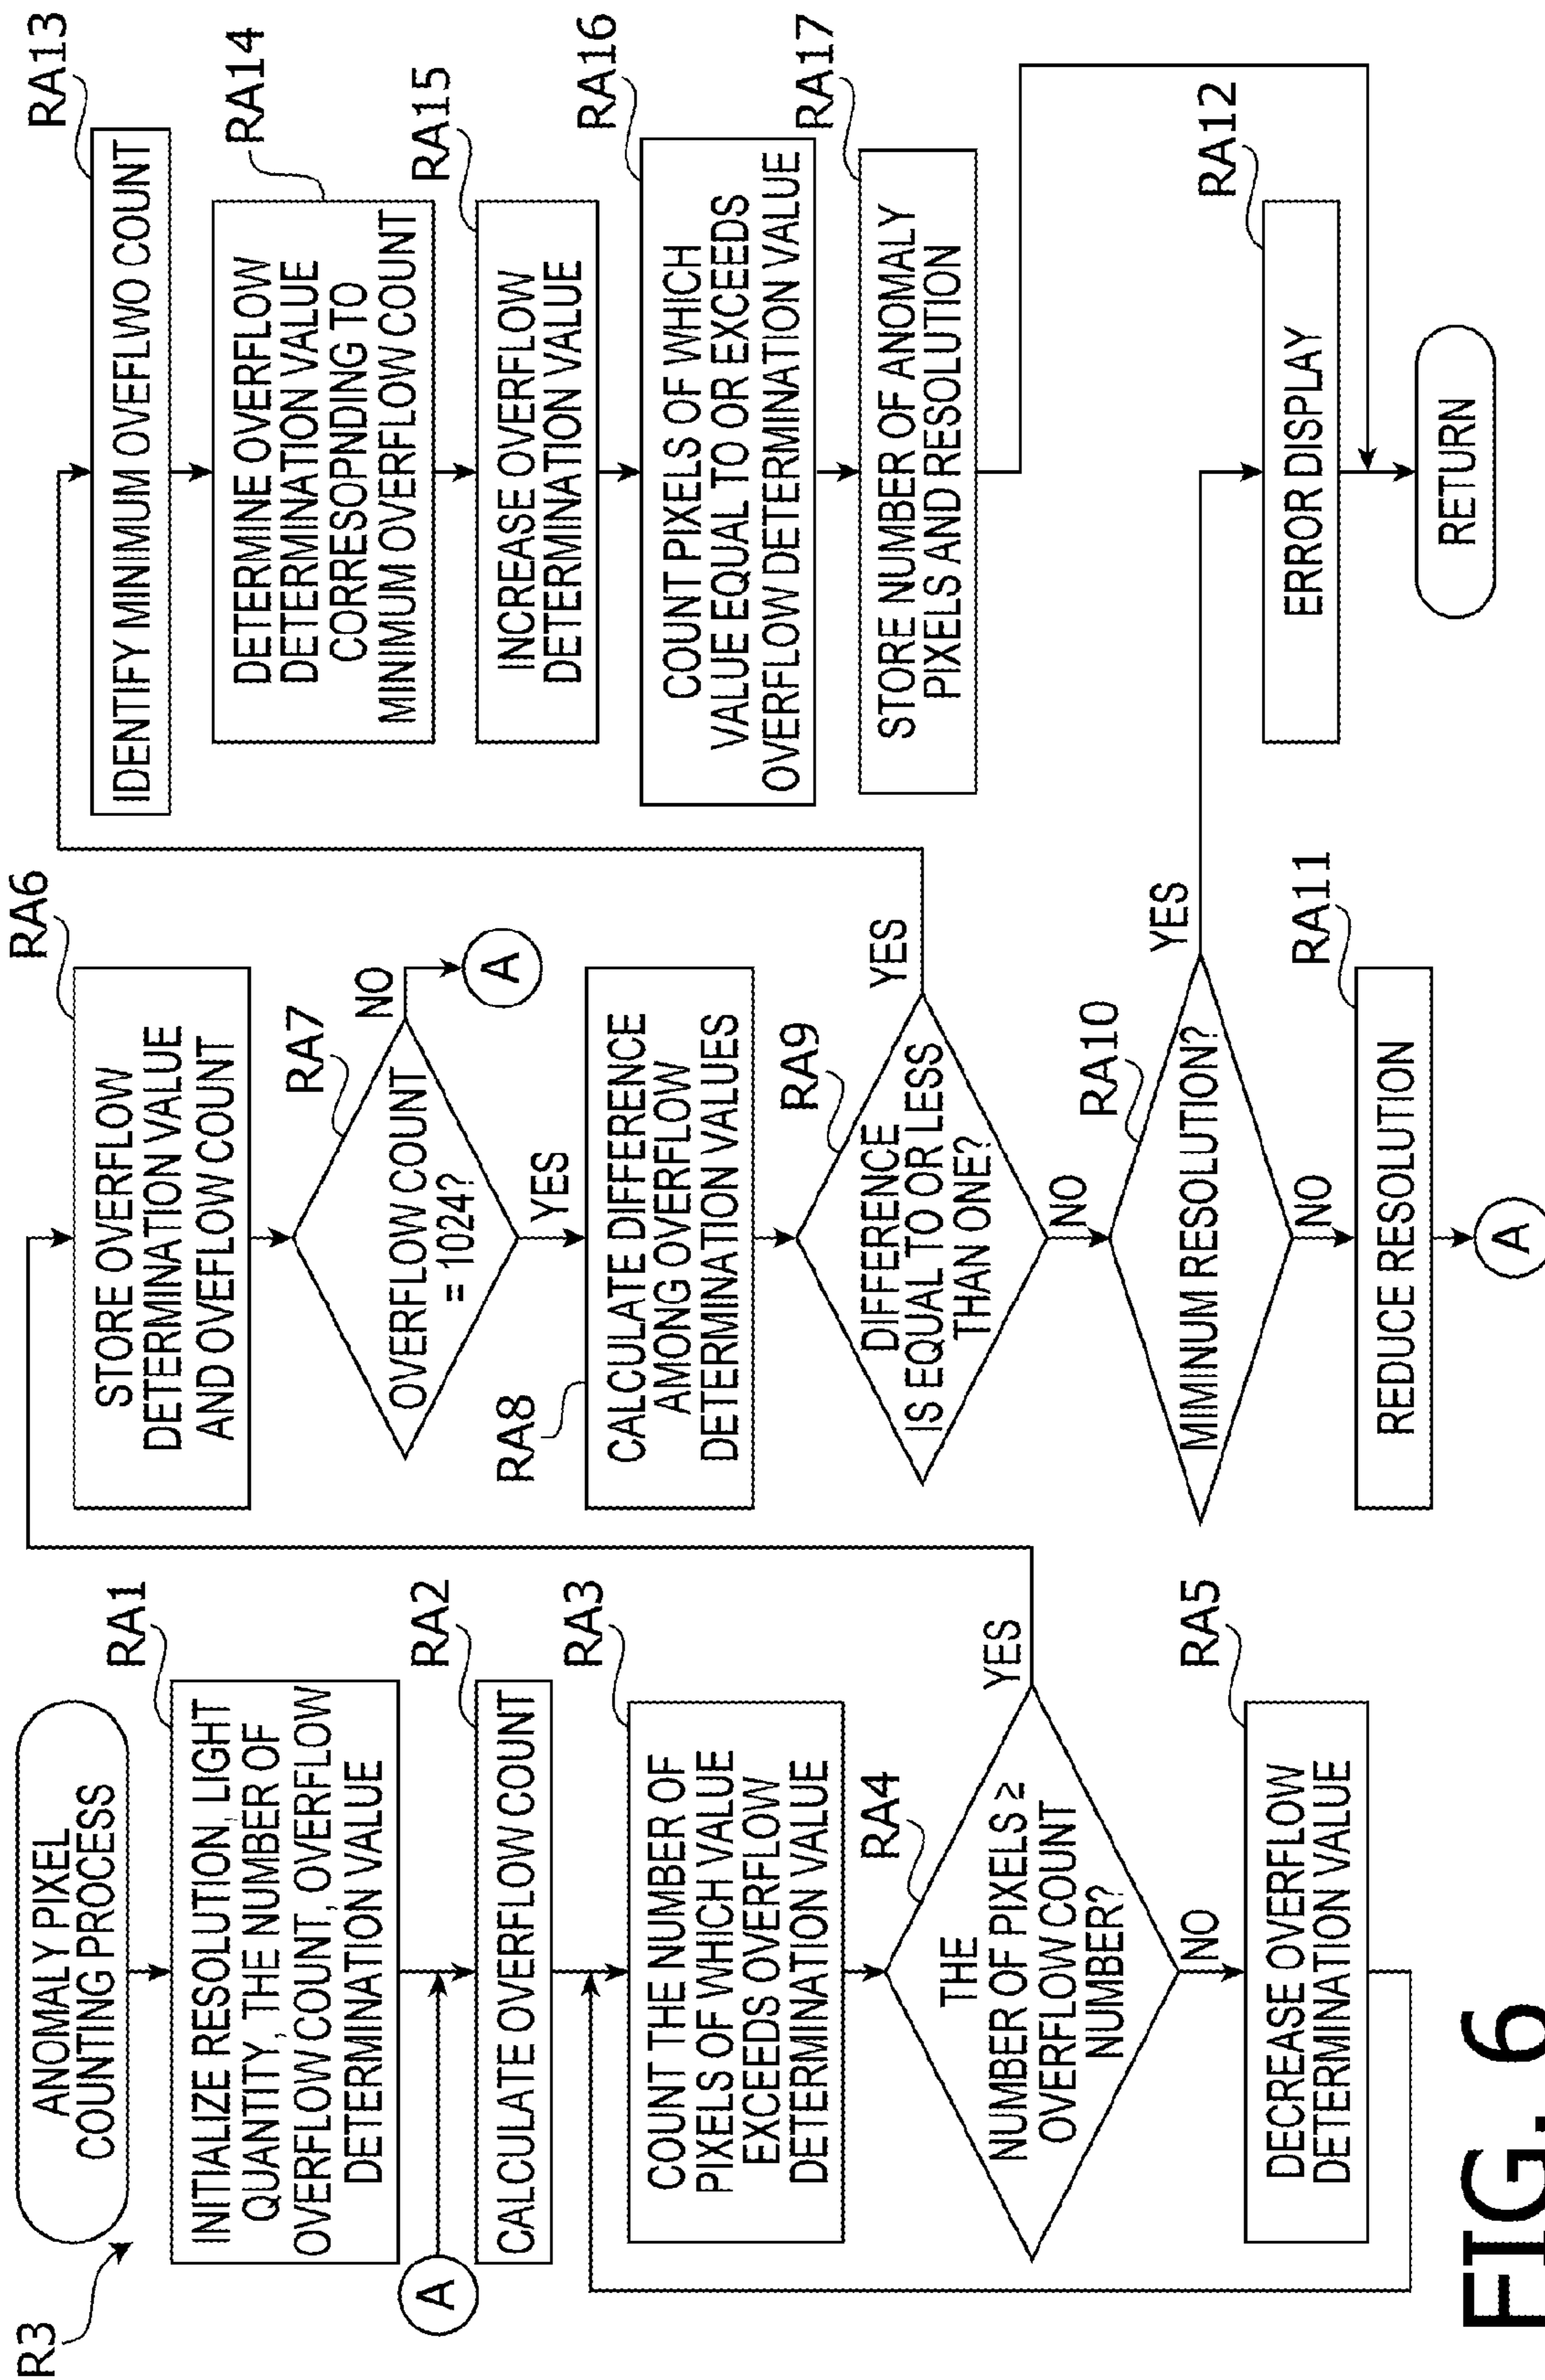 R3
ANOMALY PIXEL
COUNTING PROCESS
RA1
INITIALIZE RESOLUTION, LIGHT
QUANTITY, THE NUMBER OF
OVERFLOW COUNT, OVERFLOW
DETERMINATION VALUE
A
RA2
CALCULATE OVERFLOW COUNT
RA3
COUNT THE NUMBER OF
PIXELS OF WHICH VALUE
EXCEEDS OVERFLOW
DETERMINATION VALUE
RA4
THE
NUMBER OF PIXELS ≥
OVERFLOW COUNT
NUMBER?
YES
NO
RA5
DECREASE OVERFLOW
DETERMINATION VALUE
RA6
STORE OVERFLOW
DETERMINATION VALUE
AND OVEFLOW COUNT
RA7
OVERFLOW COUNT
= 1024?
NO
A
YES
RA8
CALCULATE DIFFERENCE
AMONG OVERFLOW
DETERMINATION VALUES
RA9
DIFFERENCE
IS EQUAL TO OR LESS
THAN ONE?
YES
NO
RA10
MIMINUM RESOLUTION?
YES
NO
RA11
REDUCE RESOLUTION
A
RA13
IDENTIFY MINIMUM OVEFLWO COUNT
RA14
DETERMINE OVERFLOW
DETERMINATION VALUE
CORRESOPNDING TO
MINIMUM OVERFLOW COUNT
RA15
INCREASE OVERFLOW
DETERMINATION VALUE
RA16
COUNT PIXELS OF WHICH
VALUE EQUAL TO OR EXCEEDS
OVERFLOW DETERMINATION VALUE
RA17
STORE NUMBER OF ANOMALY
PIXELS AND RESOLUTION
RA12
ERROR DISPLAY
RETURN
FIG. 6